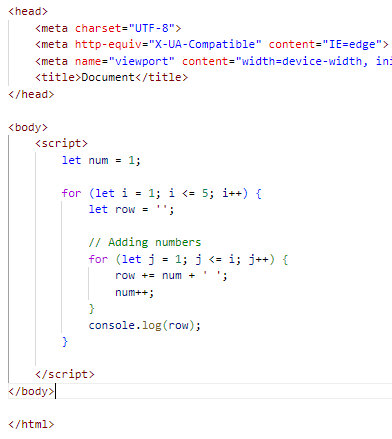 <head>
    <meta charset="UTF-8">
    <meta http-equiv="X-UA-Compatible" content="IE=edge">
    <meta name="viewport" content="width=device-width,
    <title>Document</title>
</head>

<body>
    <script>
        let num = 1;

        for (let i = 1; i <= 5; i++) {
            let row = '';

            // Adding numbers
            for (let j = 1; j <= i; j++) {
                row += num + ' ';
                num++;
            }
            console.log(row);
        }

    </script>
</body>

</html>